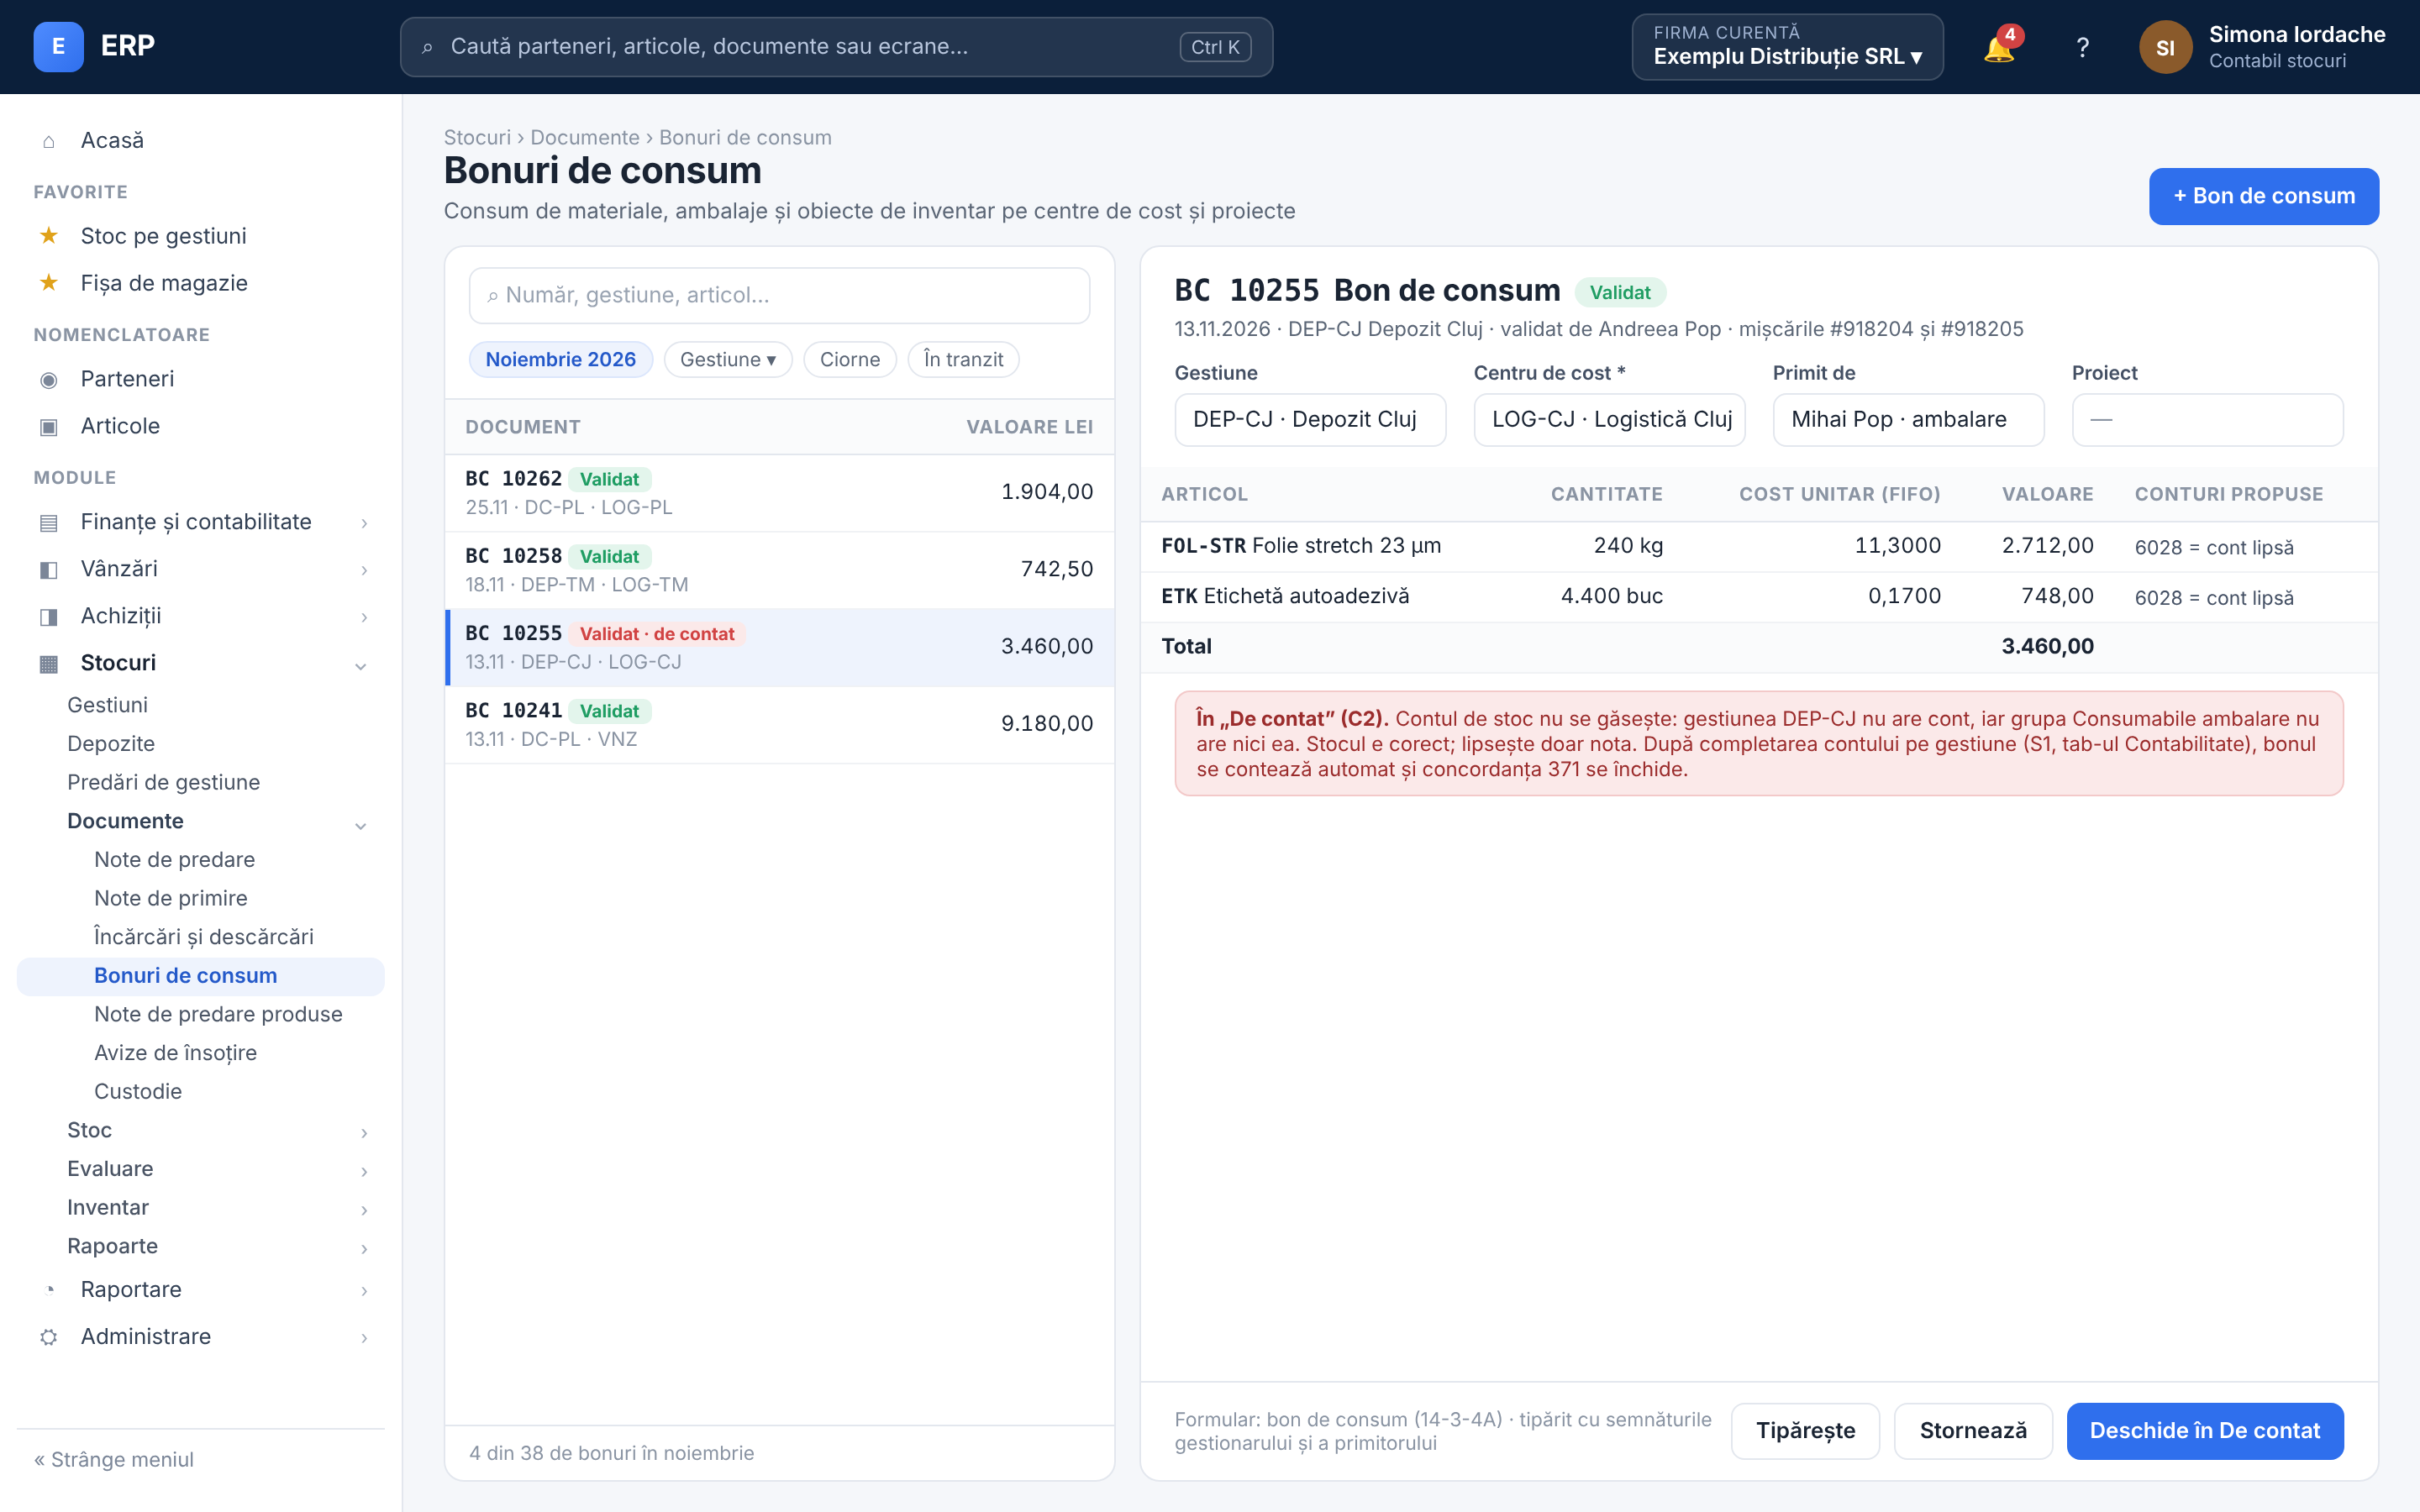 E ERP
Caută parteneri, articole, documente sau ecrane... Ctrl K
FIRMA CURENTĂ
Exemplu Distribuție SRL ▾
4
?
SI
Simona Iordache
Contabil stocuri
Acasă
FAVORITE
★ Stoc pe gestiuni
★ Fișa de magazie
NOMENCLATOARE
Parteneri
Articole
MODULE
Finanțe și contabilitate ›
Vânzări ›
Achiziții ›
Stocuri
Gestiuni
Depozite
Predări de gestiune
Documente
Note de predare
Note de primire
Încărcări și descărcări
Bonuri de consum
Note de predare produse
Avize de însoțire
Custodie
Stoc ›
Evaluare ›
Inventar ›
Rapoarte ›
Raportare ›
Administrare ›
« Strânge meniul
Stocuri › Documente › Bonuri de consum
Bonuri de consum
Consum de materiale, ambalaje și obiecte de inventar pe centre de cost și proiecte
+ Bon de consum
Număr, gestiune, articol...
Noiembrie 2026 Gestiune ▾ Ciorne În tranzit
DOCUMENT VALOARE LEI
BC 10262 Validat 1.904,00
25.11 · DC-PL · LOG-PL
BC 10258 Validat 742,50
18.11 · DEP-TM · LOG-TM
BC 10255 Validat · de contat 3.460,00
13.11 · DEP-CJ · LOG-CJ
BC 10241 Validat 9.180,00
13.11 · DC-PL · VNZ
4 din 38 de bonuri în noiembrie
BC 10255 Bon de consum Validat
13.11.2026 · DEP-CJ Depozit Cluj · validat de Andreea Pop · mișcările #918204 și #918205
Gestiune Centru de cost * Primit de Proiect
DEP-CJ · Depozit Cluj LOG-CJ · Logistică Cluj Mihai Pop · ambalare —
ARTICOL CANTITATE COST UNITAR (FIFO) VALOARE CONTURI PROPUSE
FOL-STR Folie stretch 23 µm 240 kg 11,3000 2.712,00 6028 = cont lipsă
ETK Etichetă autoadezivă 4.400 buc 0,1700 748,00 6028 = cont lipsă
Total 3.460,00
În „De contat” (C2). Contul de stoc nu se găsește: gestiunea DEP-CJ nu are cont, iar grupa Consumabile ambalare nu
are nici ea. Stocul e corect; lipsește doar nota. După completarea contului pe gestiune (S1, tab-ul Contabilitate), bonul
se contează automat și concordanța 371 se închide.
Formular: bon de consum (14-3-4A) · tipărit cu semnăturile
gestionarului și a primitorului
Tipărește Stornează Deschide în De contat